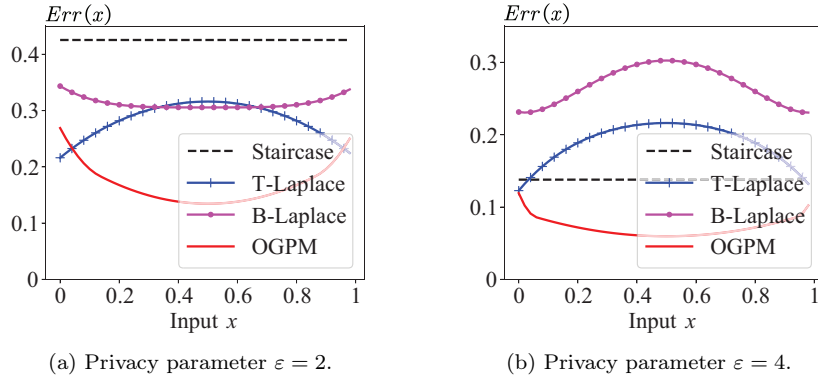 Err(x)
0.4
0.3
0.2
0.1
0
Staircase
T-Laplace
B-Laplace
OGPM
0 0.2 0.4 0.6 0.8 1
Input x
(a) Privacy parameter ε = 2.
Err(x)
0.3
0.2
0.1
0
Staircase
T-Laplace
B-Laplace
OGPM
0 0.2 0.4 0.6 0.8 1
Input x
(b) Privacy parameter ε = 4.